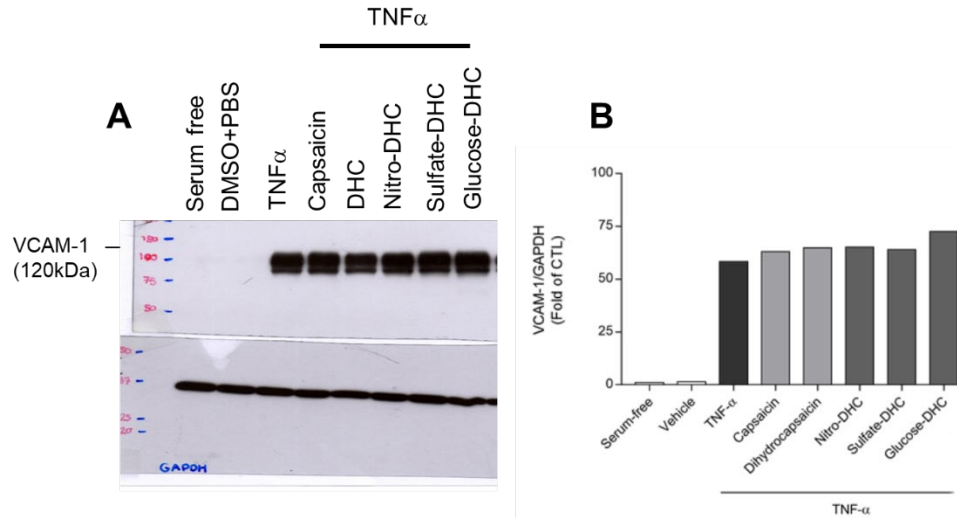 TNFα
A
Serum free
DMSO+PBS
TNFα
Capsaicin
DHC
Nitro-DHC
Sulfate-DHC
Glucose-DHC
VCAM-1
(120kDa)
100
75
50
37
25
20
GAPDH
B
VCAM-1/GAPDH
(Fold of CTL)
100
75
50
25
0
Serum-free
Vehicle
TNF-α
Capsaicin
Dihydrocapsaicin
Nitro-DHC
Sulfate-DHC
Glucose-DHC
TNF-α